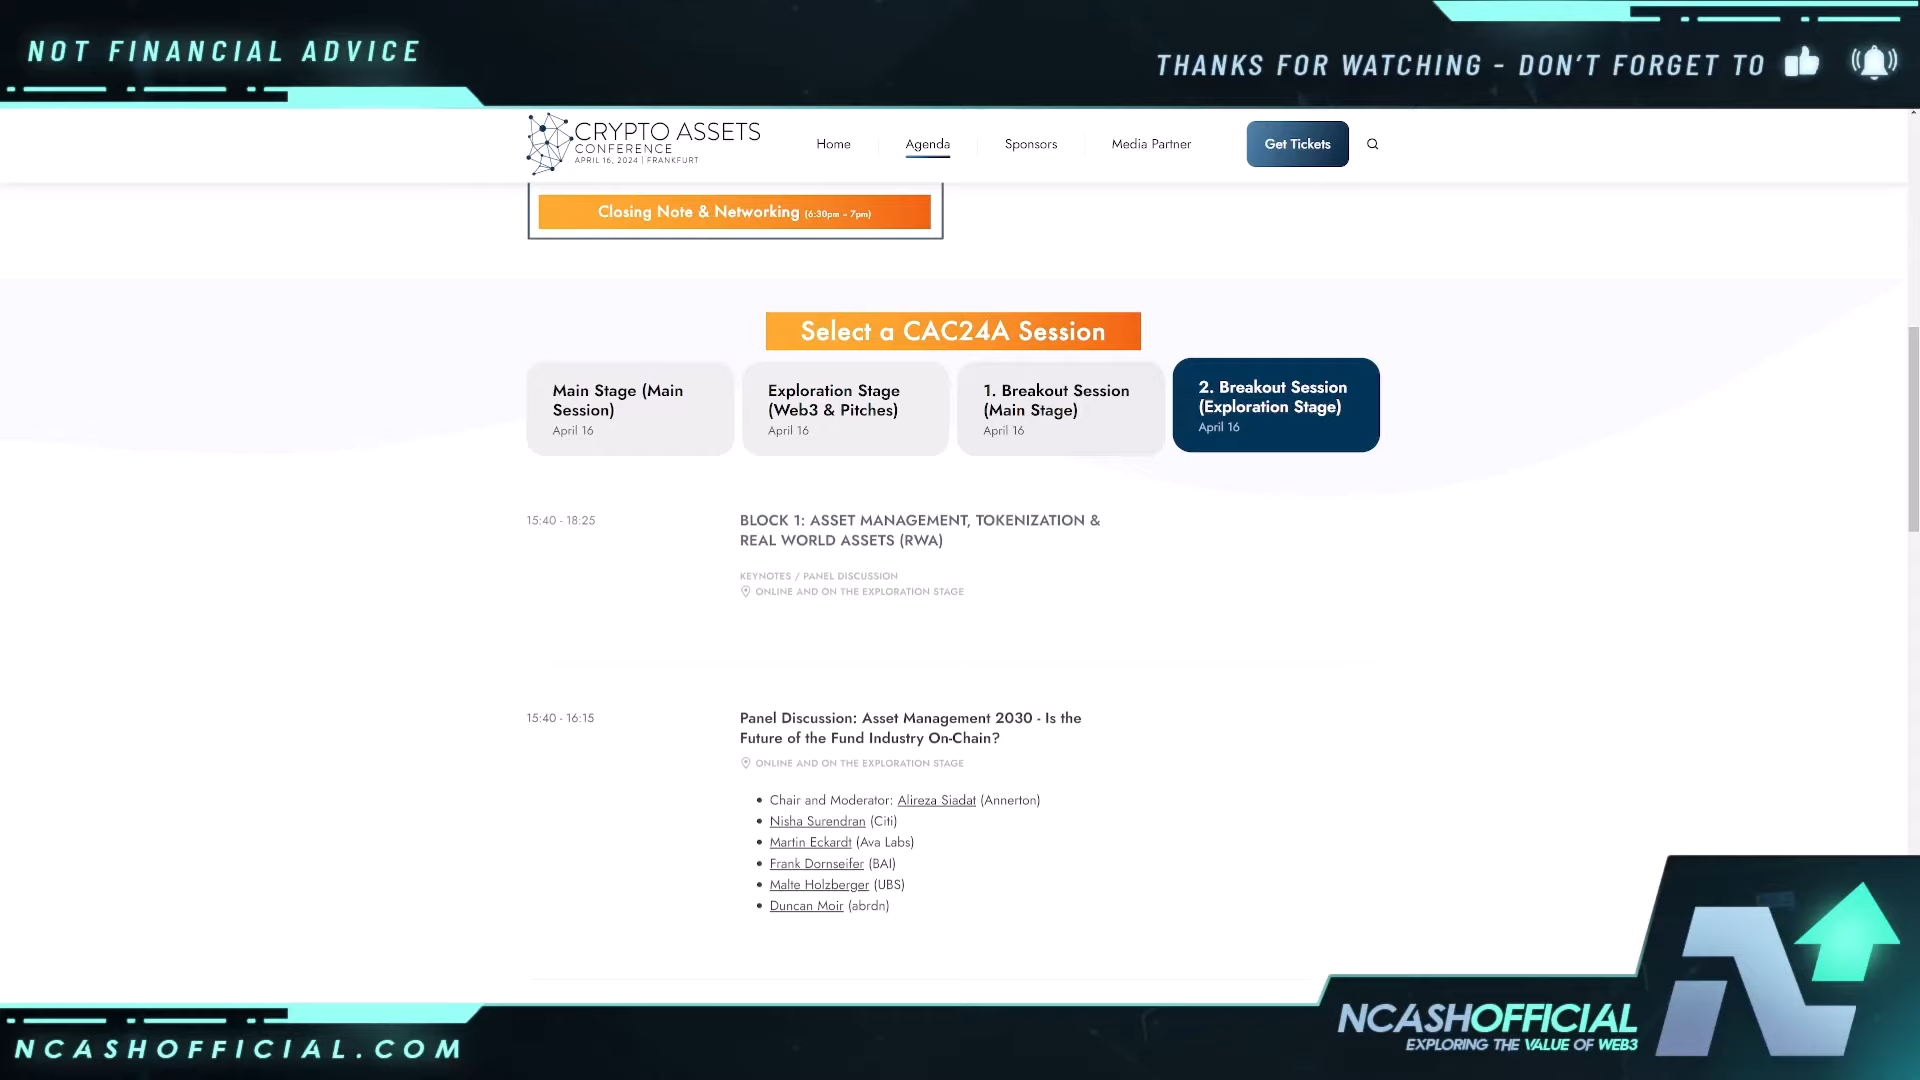 NOT FINANCIAL ADVICE
THANKS FOR WATCHING - DON'T FORGET TO
CRYPTO ASSETS
CONFERENCE
APRIL 16, 2024 | FRANKFURT
Home
Agenda
Sponsors
Media Partner
Get Tickets
Closing Note & Networking (6:30pm – 7pm)
Select a CAC24A Session
Main Stage (Main
Session)
April 16
Exploration Stage
(Web3 & Pitches)
April 16
1. Breakout Session
(Main Stage)
April 16
2. Breakout Session
(Exploration Stage)
April 16
15:40 - 18:25
BLOCK 1: ASSET MANAGEMENT, TOKENIZATION &
REAL WORLD ASSETS (RWA)
KEYNOTES / PANEL DISCUSSION
ONLINE AND ON THE EXPLORATION STAGE
15:40 - 16:15
Panel Discussion: Asset Management 2030 - Is the
Future of the Fund Industry On-Chain?
ONLINE AND ON THE EXPLORATION STAGE
• Chair and Moderator: Alireza Siadat (Annerton)
• Nisha Surendran (Citi)
• Martin Eckardt (Ava Labs)
• Frank Dornseifer (BAI)
• Malte Holzberger (UBS)
• Duncan Moir (abrdn)
NCASHOFFICIAL.COM
NCASHOFFICIAL
EXPLORING THE VALUE OF WEB3